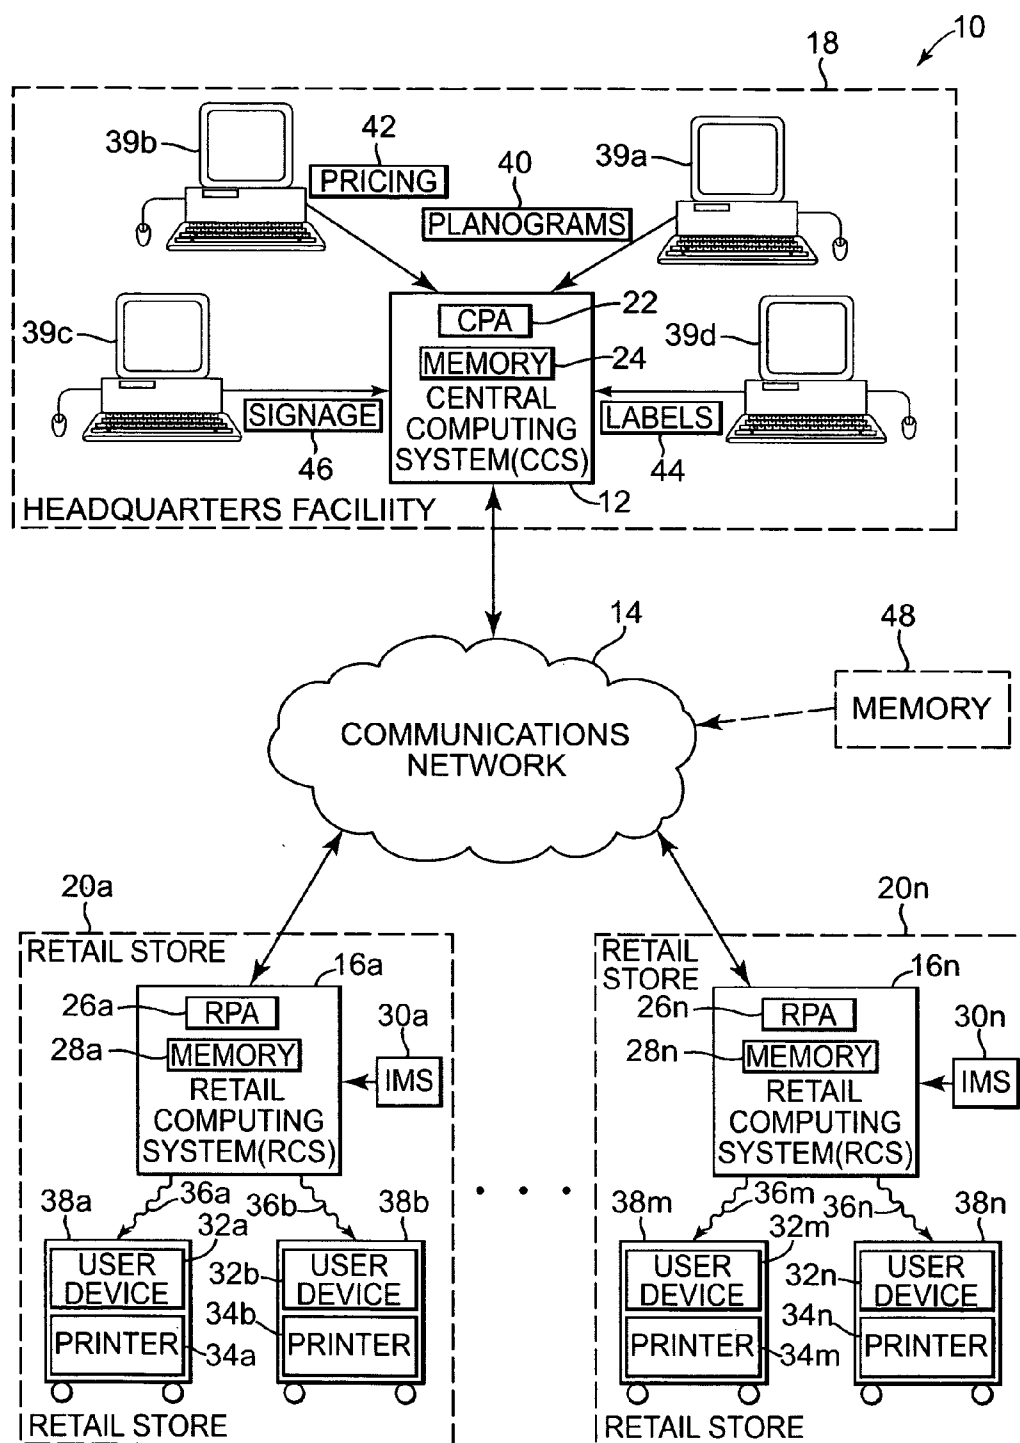 10
18
39b
42
PRICING
40
39a
PLANOGRAMS
39c
CPA
22
39d
MEMORY
24
SIGNAGE
46
CENTRAL
COMPUTING
SYSTEM(CCS)
LABELS
44
12
HEADQUARTERS FACILIITY
14
48
MEMORY
COMMUNICATIONS
NETWORK
20a
RETAIL STORE
16a
26a
RPA
30a
28a
MEMORY
IMS
RETAIL
COMPUTING
SYSTEM(RCS)
36a
36b
38a
32a
38b
USER
DEVICE
32b
USER
DEVICE
34b
PRINTER
34a
PRINTER
RETAIL STORE
• • •
20n
RETAIL
STORE
16n
26n
RPA
30n
28n
MEMORY
IMS
RETAIL
COMPUTING
SYSTEM(RCS)
36m
36n
38m
32m
38n
USER
DEVICE
32n
USER
DEVICE
34n
PRINTER
34m
PRINTER
RETAIL STORE